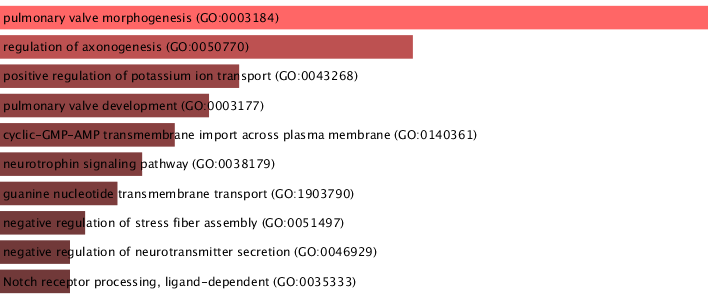 pulmonary valve morphogenesis (GO:0003184)
regulation of axonogenesis (GO:0050770)
positive regulation of potassium ion transport (GO:0043268)
pulmonary valve development (GO:0003177)
cyclic-GMP-AMP transmembrane import across plasma membrane (GO:0140361)
neurotrophin signaling pathway (GO:0038179)
guanine nucleotide transmembrane transport (GO:1903790)
negative regulation of stress fiber assembly (GO:0051497)
negative regulation of neurotransmitter secretion (GO:0046929)
Notch receptor processing, ligand-dependent (GO:0035333)